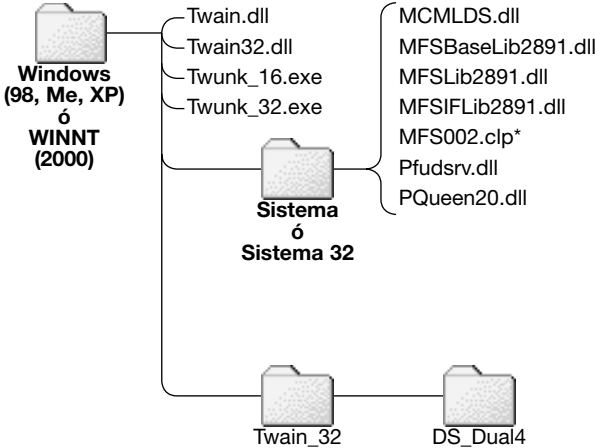 Windows
(98, Me, XP)
ó
WINNT
(2000)
Twain.dll
Twain32.dll
Twunk_16.exe
Twunk_32.exe
Sistema
ó
Sistema 32
MCMLDS.dll
MFSBaseLib2891.dll
MFSLib2891.dll
MFSIFLib2891.dll
MFS002.clp*
Pfudsrv.dll
PQueen20.dll
Twain_32
DS_Dual4